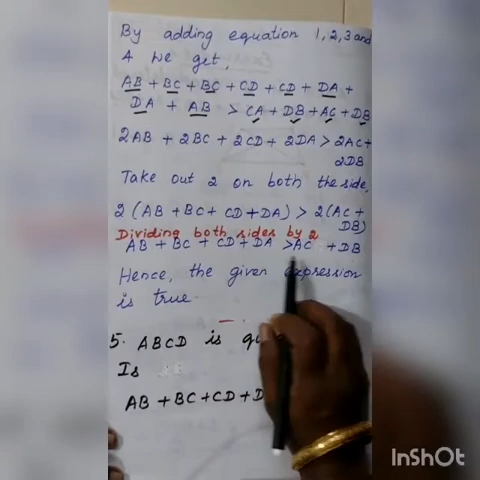 By adding equation 1, 2, 3 and
4 we get,
AB + BC + BC + CD + CD + DA +
DA + AB > CA + DB + AC + DB
2AB + 2BC + 2CD + 2DA > 2AC +
2DB
Take out 2 on both the side,
2 (AB + BC + CD + DA) > 2(AC +
DB)
Dividing both sides by 2
AB + BC + CD + DA > AC + DB
Hence, the given expression
is true.
5. ABCD is
Is
AB + BC + CD + D
InShOt